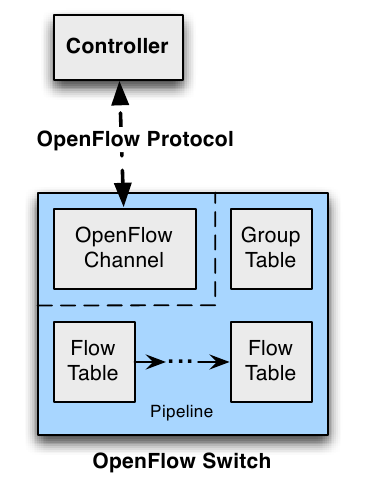 Controller
OpenFlow Protocol
OpenFlow
Channel
Group
Table
Flow
Table
...
Flow
Table
Pipeline
OpenFlow Switch